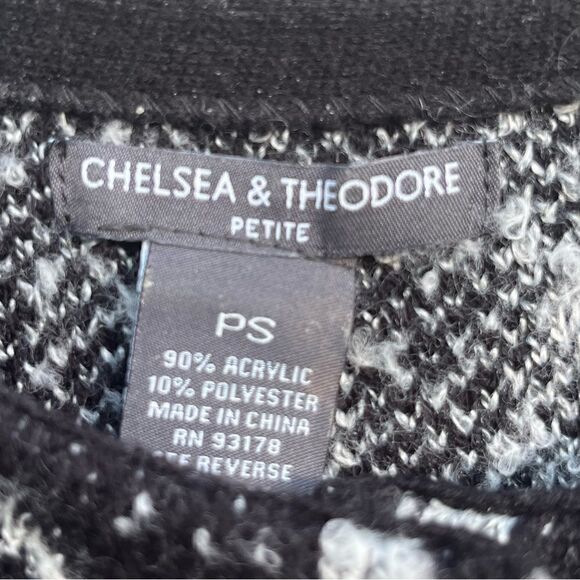 CHELSEA & THEODORE
PETITE
PS
90% ACRYLIC
10% POLYESTER
MADE IN CHINA
RN 93178
REVERSE